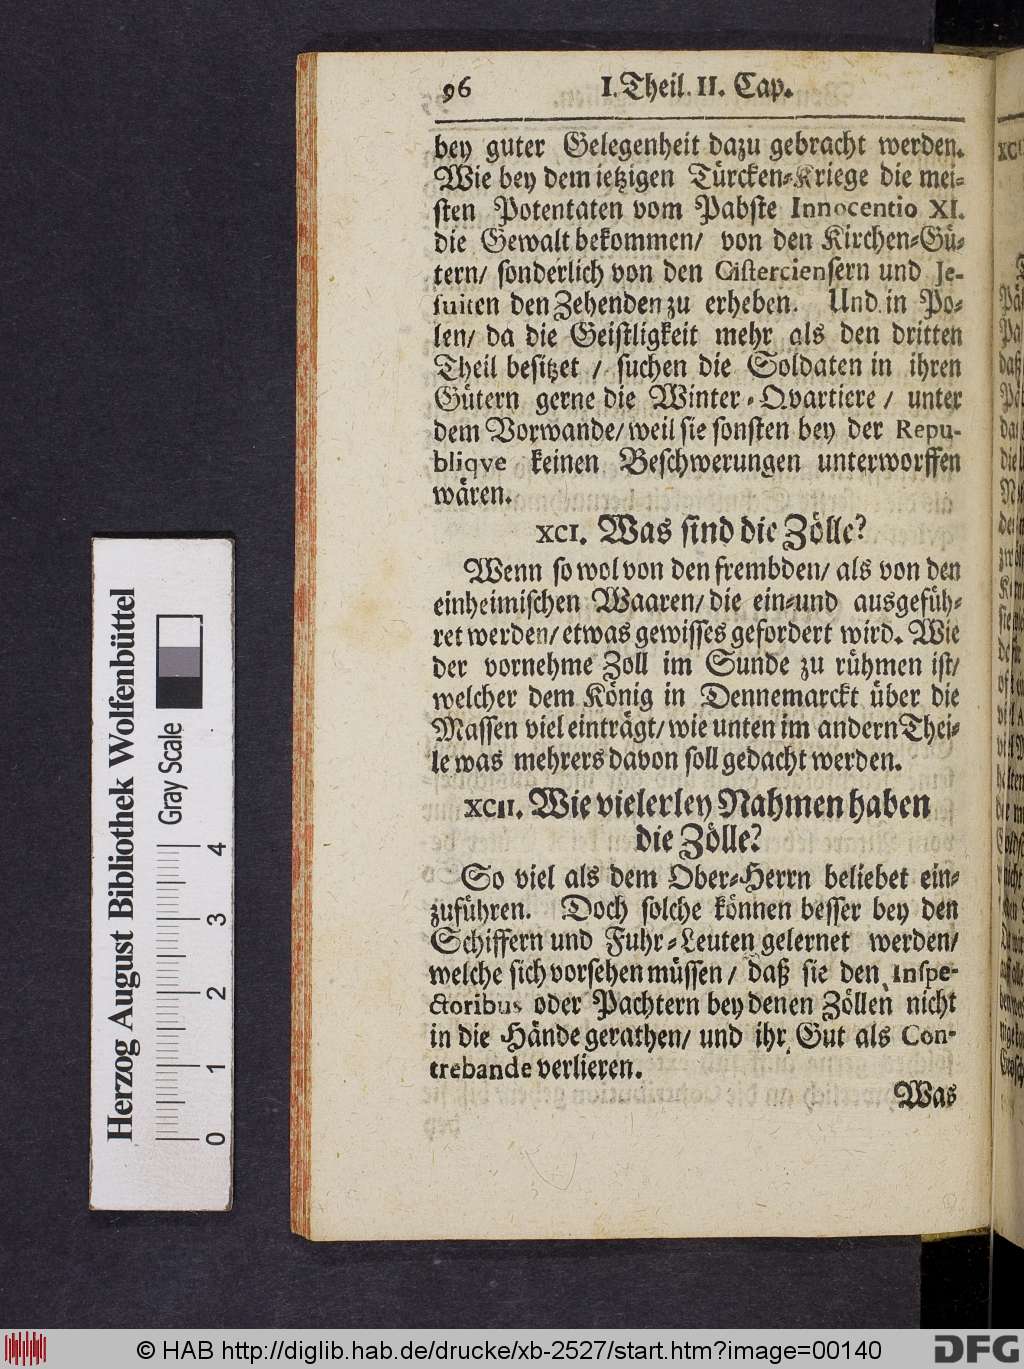 96 I. Theil. II. Cap.
bey guter Gelegenheit dazu gebracht werden.
Wie bey dem ietzigen Türcken-Kriege die mei-
sten Potentaten vom Pabste Innocentio XI.
die Gewalt bekommen/ von den Kirchen-Gü-
tern/ sonderlich von den Cisterciensern und Je-
suiten den Zehenden zu erheben. Und in Po-
len/ da die Geistligkeit mehr als den dritten
Theil besitzet / suchen die Soldaten in ihren
Gütern gerne die Winter-Qvartiere / unter
dem Vorwande/ weil sie sonsten bey der Repu-
bliqve keinen Beschwerungen unterworffen
wären.
XCI. Was sind die Zölle?
Wenn so wol von den frembden/ als von den
einheimischen Waaren/ die ein-und ausgefüh-
ret werden/ etwas gewisses gefordert wird. Wie
der vornehme Zoll im Sunde zu rühmen ist/
welcher dem König in Dennemarckt über die
Massen viel einträgt/ wie unten im andern Thei-
le was mehrers davon soll gedacht werden.
XCII. Wie vielerley Nahmen haben
die Zölle?
So viel als dem Ober-Herrn beliebet ein-
zuführen. Doch solche können besser bey den
Schiffern und Fuhr-Leuten gelernet werden/
welche sich vorsehen müssen/ daß sie den Inspe-
ctoribus oder Pachtern bey denen Zöllen nicht
in die Hände gerathen/ und ihr Gut als Con-
trebande verlieren.
Was
Herzog August Bibliothek Wolfenbüttel
Gray Scale
0 1 2 3 4
© HAB http://diglib.hab.de/drucke/xb-2527/start.htm?image=00140
DFG